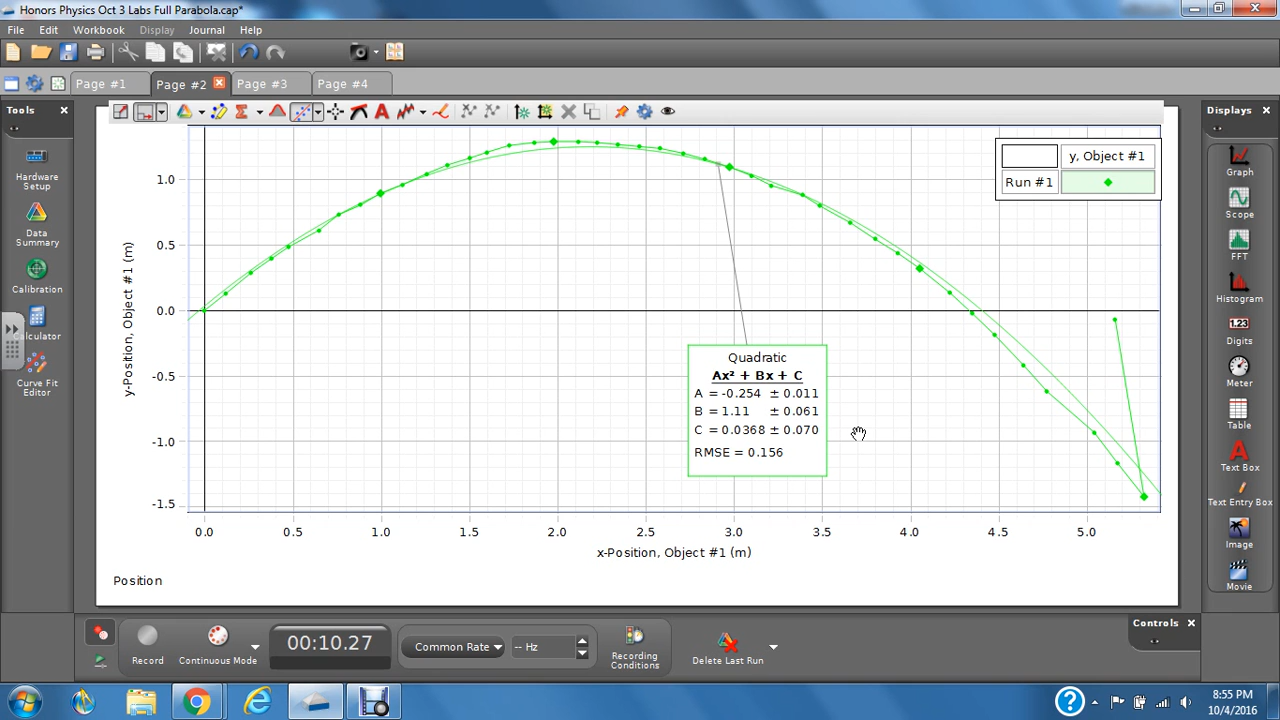 Honors Physics Oct 3 Labs Full Parabola.cap*
File Edit Workbook Display Journal Help
Page #1 Page #2 Page #3 Page #4
Tools
Hardware
Setup
Data
Summary
Calibration
Calculator
Curve Fit
Editor
y-Position, Object #1 (m)
1.0
0.5
0.0
-0.5
-1.0
-1.5
y, Object #1
Run #1
Quadratic
Ax² + Bx + C
A = -0.254 ± 0.011
B = 1.11 ± 0.061
C = 0.0368 ± 0.070
RMSE = 0.156
0.0 0.5 1.0 1.5 2.0 2.5 3.0 3.5 4.0 4.5 5.0
x-Position, Object #1 (m)
Position
Displays
Graph
Scope
FFT
Histogram
1.23
Digits
Meter
Table
Text Box
Text Entry Box
Image
Movie
Controls
Record
Continuous Mode
00:10.27
Common Rate
-- Hz
Recording
Conditions
Delete Last Run
8:55 PM
10/4/2016